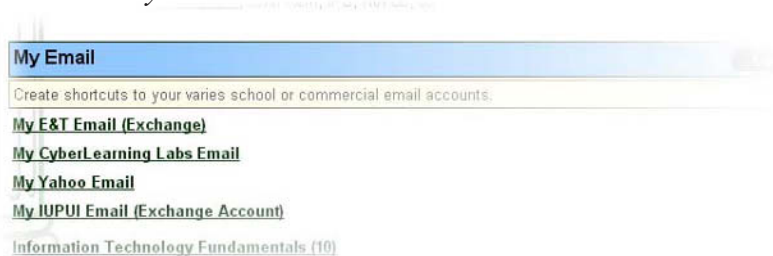 My Email
Create shortcuts to your varies school or commercial email accounts.
My E&T Email (Exchange)
My CyberLearning Labs Email
My Yahoo Email
My IUPUI Email (Exchange Account)
Information Technology Fundamentals (10)